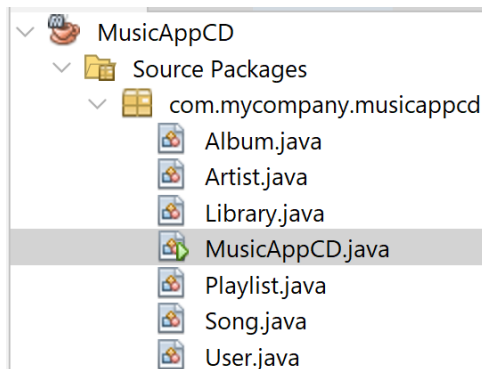 MusicAppCD
Source Packages
com.mycompany.musicappcd
Album.java
Artist.java
Library.java
MusicAppCD.java
Playlist.java
Song.java
User.java